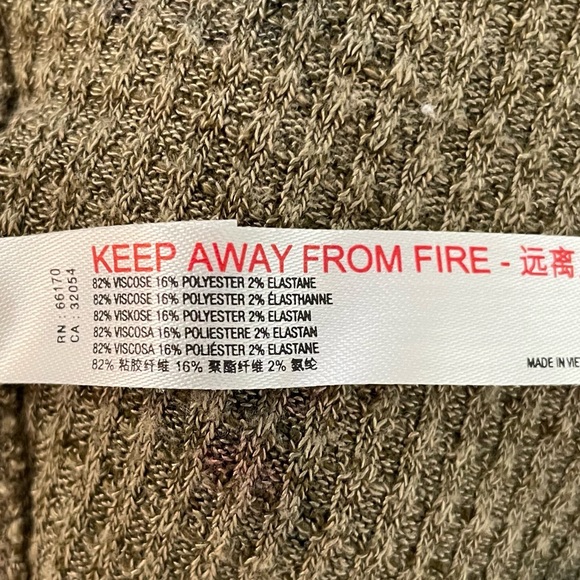 KEEP AWAY FROM FIRE - 远离
RN : 66170
CA : 32054
82% VISCOSE 16% POLYESTER 2% ELASTANE
82% VISCOSE 16% POLYESTER 2% ÉLASTHANNE
82% VISKOSE 16% POLYESTER 2% ELASTAN
82% VISCOSA 16% POLIESTERE 2% ELASTAN
82% VISCOSA 16% POLIÉSTER 2% ELASTANE
82% 粘胶纤维 16% 聚酯纤维 2% 氨纶
MADE IN VIE